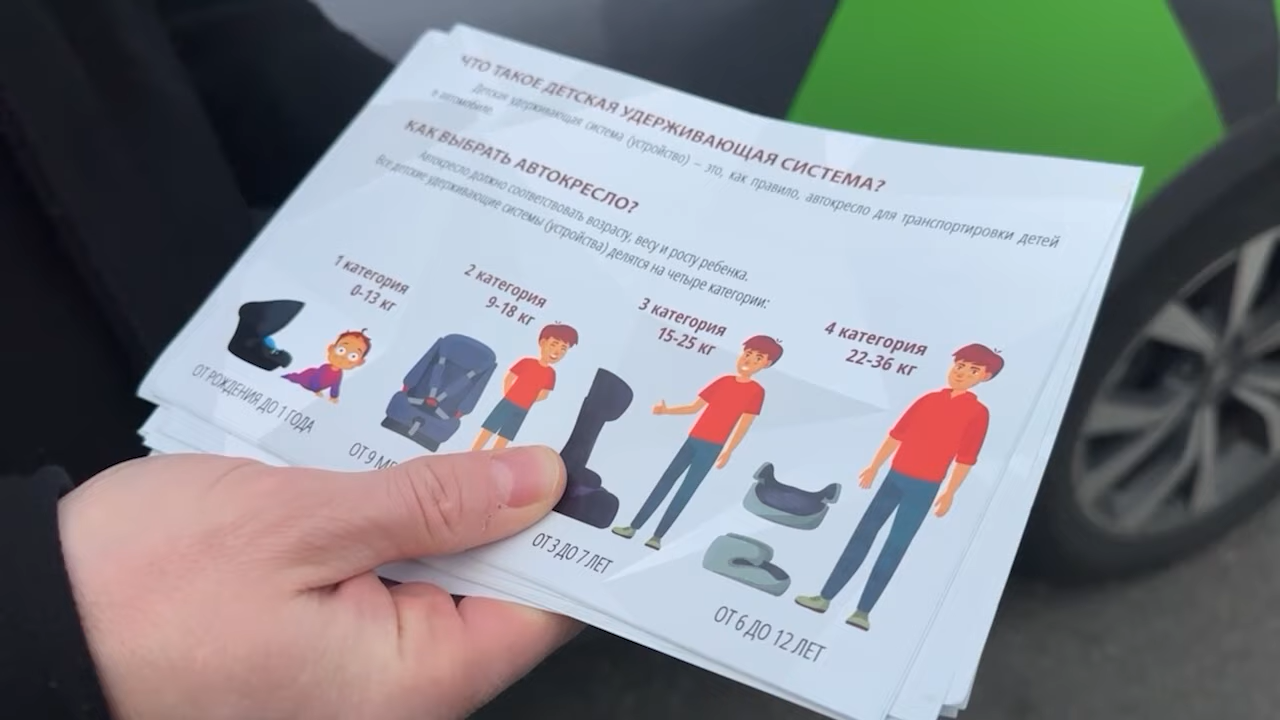 ЧТО ТАКОЕ ДЕТСКАЯ УДЕРЖИВАЮЩАЯ СИСТЕМА?
Детская удерживающая система (устройство) – это, как правило, автокресло для транспортировки детей
в автомобиле.
КАК ВЫБРАТЬ АВТОКРЕСЛО?
Автокресло должно соответствовать возрасту, весу и росту ребенка.
Все детские удерживающие системы (устройства) делятся на четыре категории:
1 категория
0-13 кг
ОТ РОЖДЕНИЯ ДО 1 ГОДА
2 категория
9-18 кг
ОТ 9
3 категория
15-25 кг
ОТ 3 ДО 7 ЛЕТ
4 категория
22-36 кг
ОТ 6 ДО 12 ЛЕТ